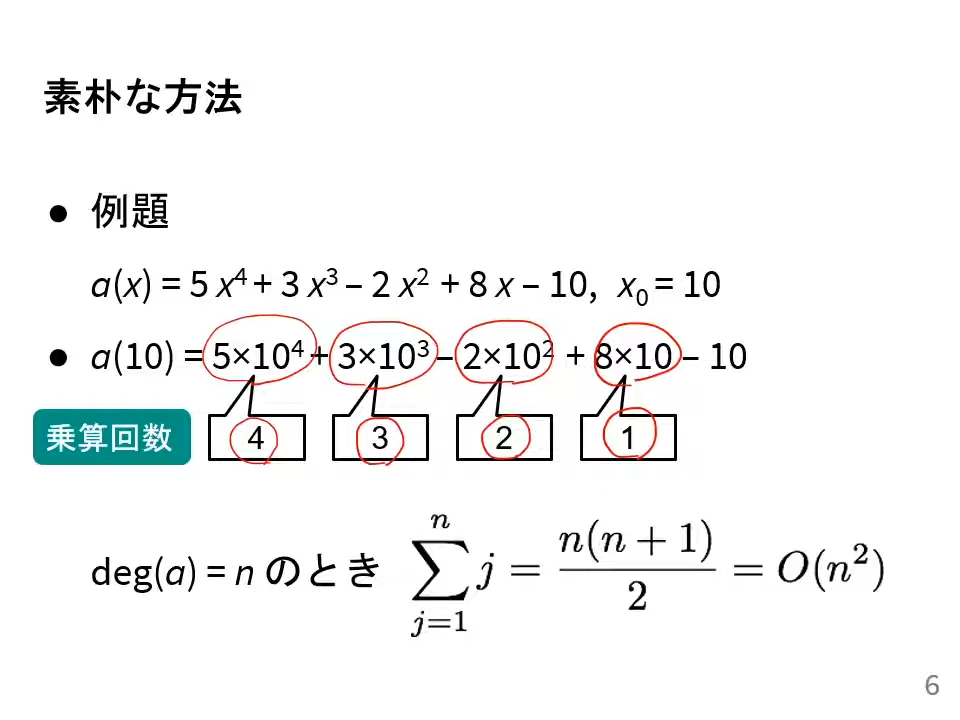 素朴な方法
● 例題
a(x) = 5 x⁴ + 3 x³ – 2 x² + 8 x – 10, x₀ = 10
● a(10) = 5×10⁴ + 3×10³ – 2×10² + 8×10 – 10
乗算回数 4 3 2 1
deg(a) = n のとき \sum_{j=1}^{n} j = \frac{n(n+1)}{2} = O(n²)
6